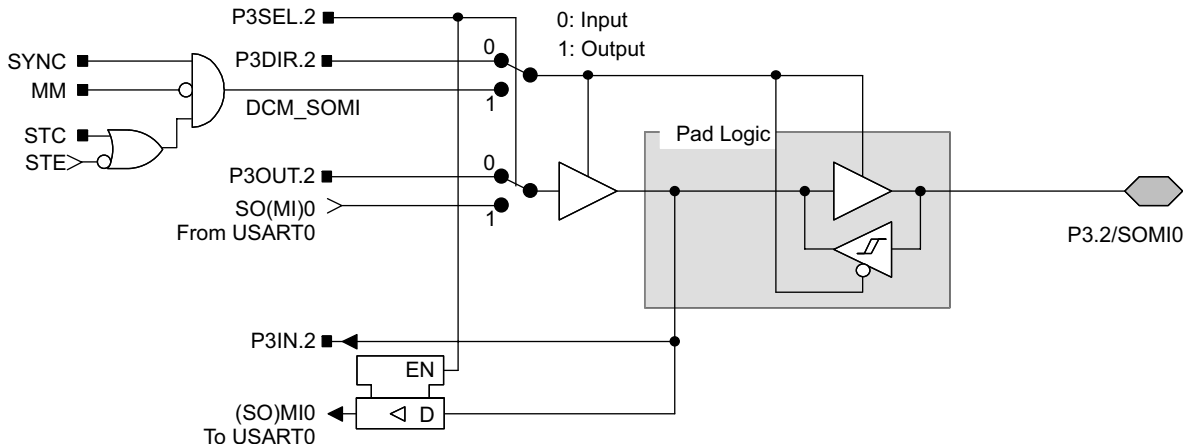 P3SEL.2
0: Input
1: Output
P3DIR.2
0
SYNC
MM
1
DCM_SOMI
STC
STE
Pad Logic
P3OUT.2
0
SO(MI)0
1
From USART0
P3.2/SOMI0
P3IN.2
EN
(SO)MI0
D
To USART0